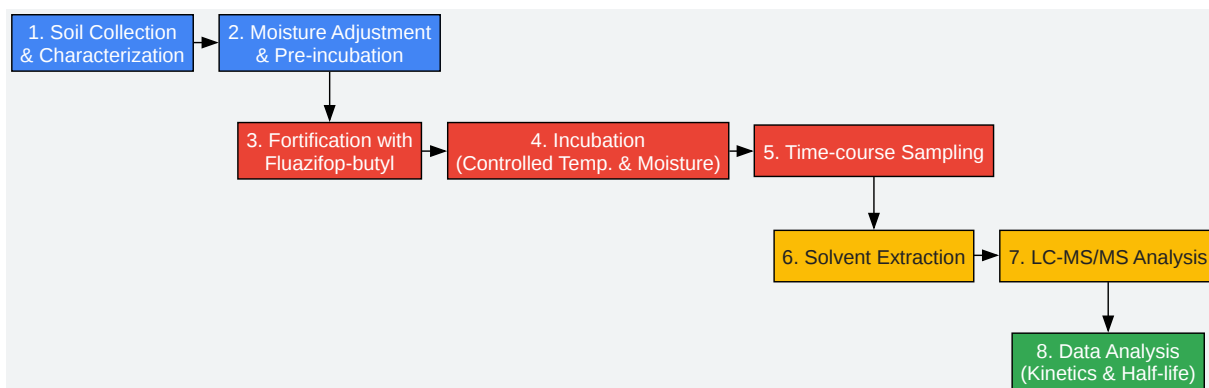 1. Soil Collection
& Characterization
2. Moisture Adjustment
& Pre-incubation
3. Fortification with
Fluazifop-butyl
4. Incubation
(Controlled Temp. & Moisture)
5. Time-course Sampling
6. Solvent Extraction
7. LC-MS/MS Analysis
8. Data Analysis
(Kinetics & Half-life)